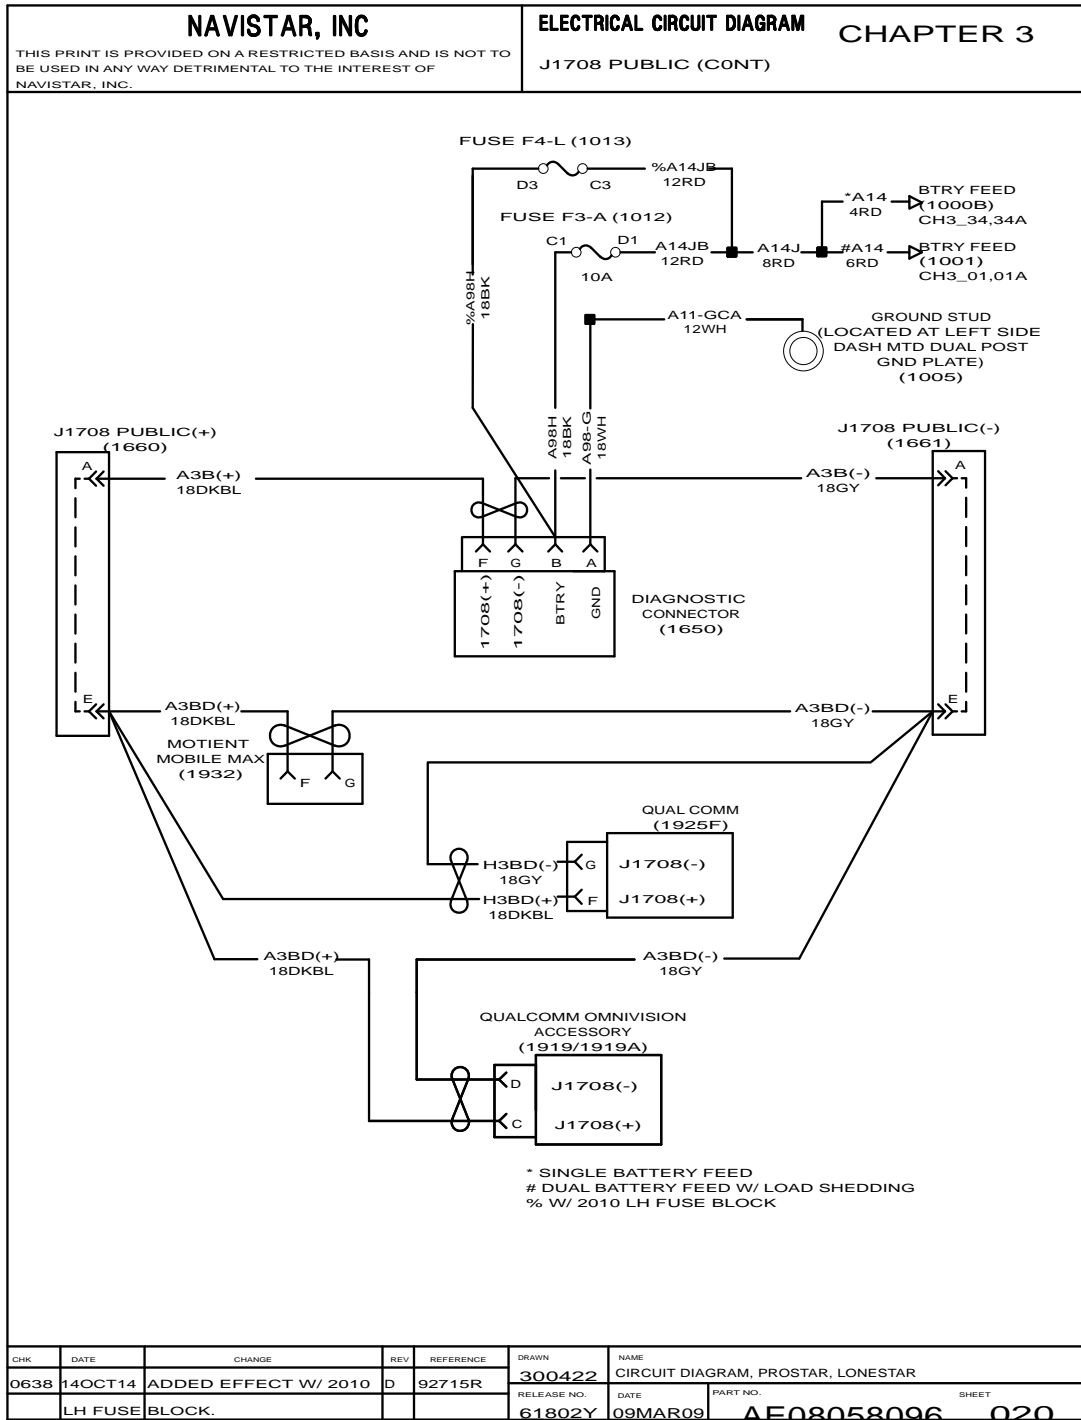 NAVISTAR, INC
THIS PRINT IS PROVIDED ON A RESTRICTED BASIS AND IS NOT TO
BE USED IN ANY WAY DETRIMENTAL TO THE INTEREST OF
NAVISTAR, INC.
ELECTRICAL CIRCUIT DIAGRAM
CHAPTER 3
J1708 PUBLIC (CONT)
FUSE F4-L (1013)
D3
C3
%A14JB
12RD
FUSE F3-A (1012)
C1
D1
10A
A14JB
12RD
A14J
8RD
*A14
4RD
BTRY FEED
(1000B)
CH3_34,34A
#A14
6RD
BTRY FEED
(1001)
CH3_01,01A
%A98H
18BK
A11-GCA
12WH
GROUND STUD
(LOCATED AT LEFT SIDE
DASH MTD DUAL POST
GND PLATE)
(1005)
A98H
18BK
A98-G
18WH
J1708 PUBLIC(+)
(1660)
A
A3B(+)
18DKBL
J1708 PUBLIC(-)
(1661)
A
A3B(-)
18GY
F
G
B
A
1708(+)
1708(-)
BTRY
GND
DIAGNOSTIC
CONNECTOR
(1650)
E
A3BD(+)
18DKBL
A3BD(-)
18GY
E
MOTIENT
MOBILE MAX
(1932)
F
G
QUAL COMM
(1925F)
H3BD(-)
18GY
G
J1708(-)
H3BD(+)
18DKBL
F
J1708(+)
A3BD(+)
18DKBL
A3BD(-)
18GY
QUALCOMM OMNIVISION
ACCESSORY
(1919/1919A)
D
J1708(-)
C
J1708(+)
* SINGLE BATTERY FEED
# DUAL BATTERY FEED W/ LOAD SHEDDING
% W/ 2010 LH FUSE BLOCK
CHK
DATE
CHANGE
REV
REFERENCE
0638
14OCT14
ADDED EFFECT W/ 2010
D
92715R
LH FUSE BLOCK.
DRAWN
300422
NAME
CIRCUIT DIAGRAM, PROSTAR, LONESTAR
RELEASE NO.
61802Y
DATE
09MAR09
PART NO.
AE08058096
SHEET
020